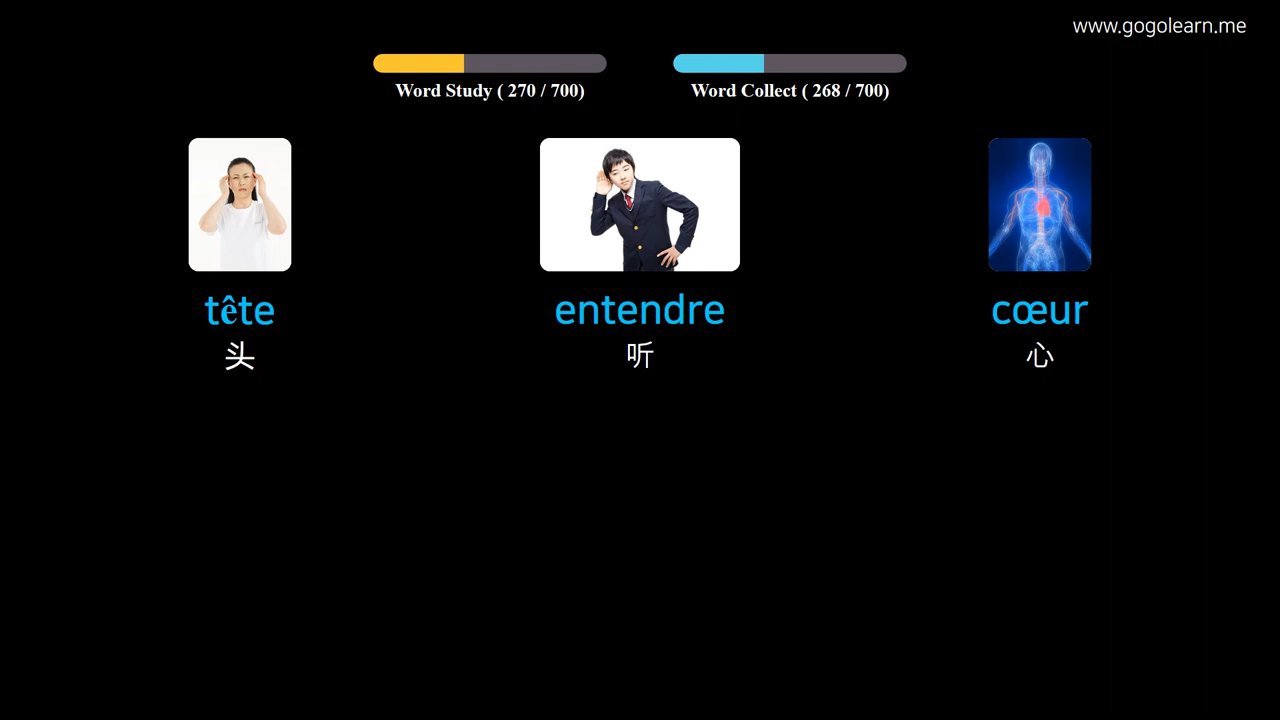 www.gogolearn.me
Word Study ( 270 / 700)
Word Collect ( 268 / 700)
tête
entendre
cœur
头
听
心